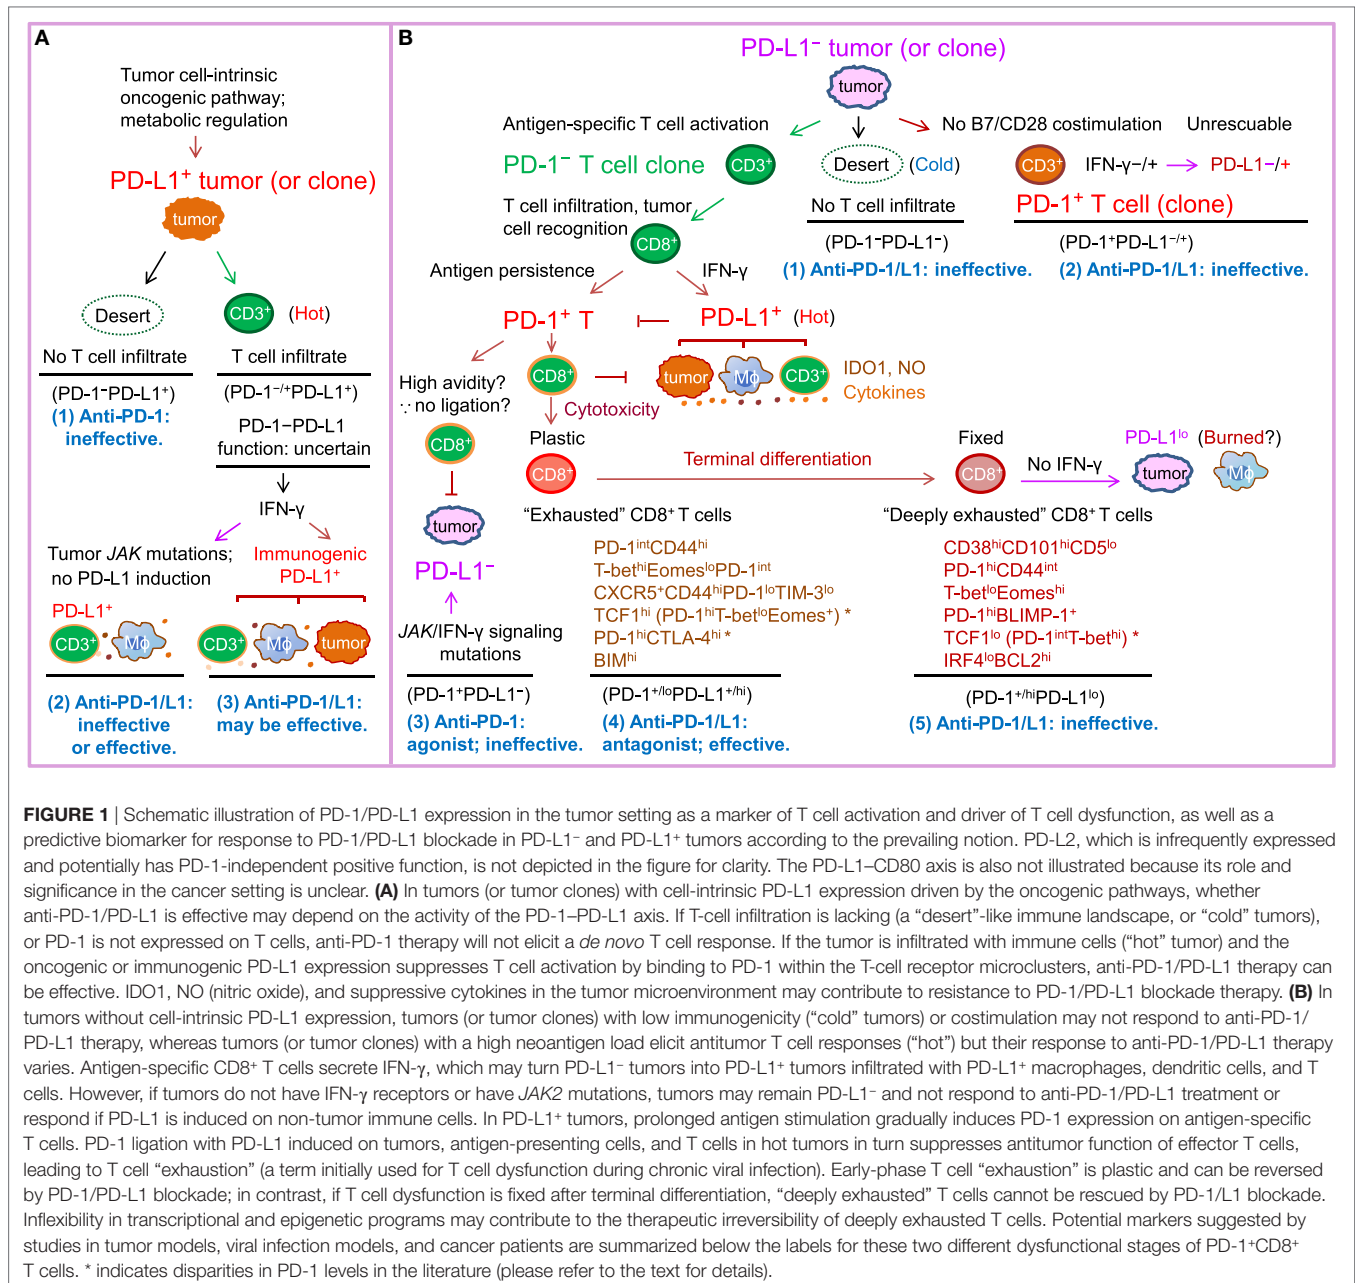 A
Tumor cell-intrinsic
oncogenic pathway;
metabolic regulation
PD-L1⁺ tumor (or clone)
tumor
Desert
CD3⁺
(Hot)
No T cell infiltrate
T cell infiltrate
(PD-1⁻PD-L1⁺)
(PD-1⁻/⁺PD-L1⁺)
(1) Anti-PD-1:
ineffective.
PD-1–PD-L1
function: uncertain
IFN-γ
Tumor JAK mutations;
no PD-L1 induction
Immunogenic
PD-L1⁺
PD-L1⁺
CD3⁺
Mϕ
CD3⁺
Mϕ
tumor
(2) Anti-PD-1/L1:
ineffective
or effective.
(3) Anti-PD-1/L1:
may be effective.
B
PD-L1⁻ tumor (or clone)
tumor
Antigen-specific T cell activation
No B7/CD28 costimulation
Unrescuable
PD-1⁻ T cell clone
CD3⁺
Desert
(Cold)
CD3⁺
IFN-γ−/+
PD-L1−/+
T cell infiltration, tumor
cell recognition
No T cell infiltrate
PD-1⁺ T cell (clone)
CD8⁺
(PD-1⁻PD-L1⁻)
(PD-1⁺PD-L1⁻/⁺)
(1) Anti-PD-1/L1: ineffective.
(2) Anti-PD-1/L1: ineffective.
Antigen persistence
IFN-γ
PD-1⁺ T
PD-L1⁺
(Hot)
High avidity?
∵ no ligation?
CD8⁺
tumor
Mϕ
CD3⁺
IDO1, NO
Cytokines
Cytotoxicity
CD8⁺
Plastic
CD8⁺
Terminal differentiation
Fixed
CD8⁺
No IFN-γ
PD-L1ˡᵒ
(Burned?)
tumor
Mϕ
tumor
PD-L1⁻
JAK/IFN-γ signaling
mutations
(PD-1⁺PD-L1⁻)
(3) Anti-PD-1:
agonist; ineffective.
“Exhausted” CD8⁺ T cells
PD-1ⁱⁿᵗCD44ʰⁱ
T-betʰⁱEomesˡᵒPD-1ⁱⁿᵗ
CXCR5⁺CD44ʰⁱPD-1ˡᵒTIM-3ˡᵒ
TCF1ʰⁱ (PD-1ʰⁱT-betˡᵒEomes⁺) *
PD-1ʰⁱCTLA-4ʰⁱ *
BIMʰⁱ
(PD-1⁺/ˡᵒPD-L1⁺/ʰⁱ)
(4) Anti-PD-1/L1:
antagonist; effective.
“Deeply exhausted” CD8⁺ T cells
CD38ʰⁱCD101ʰⁱCD5ˡᵒ
PD-1ʰⁱCD44ⁱⁿᵗ
T-betˡᵒEomesʰⁱ
PD-1ʰⁱBLIMP-1⁺
TCF1ˡᵒ (PD-1ⁱⁿᵗT-betʰⁱ) *
IRF4ˡᵒBCL2ʰⁱ
(PD-1⁺/ʰⁱPD-L1ˡᵒ)
(5) Anti-PD-1/L1: ineffective.
FIGURE 1 | Schematic illustration of PD-1/PD-L1 expression in the tumor setting as a marker of T cell activation and driver of T cell dysfunction, as well as a
predictive biomarker for response to PD-1/PD-L1 blockade in PD-L1⁻ and PD-L1⁺ tumors according to the prevailing notion. PD-L2, which is infrequently expressed
and potentially has PD-1-independent positive function, is not depicted in the figure for clarity. The PD-L1–CD80 axis is also not illustrated because its role and
significance in the cancer setting is unclear. (A) In tumors (or tumor clones) with cell-intrinsic PD-L1 expression driven by the oncogenic pathways, whether
anti-PD-1/PD-L1 is effective may depend on the activity of the PD-1–PD-L1 axis. If T-cell infiltration is lacking (a “desert”-like immune landscape, or “cold” tumors),
or PD-1 is not expressed on T cells, anti-PD-1 therapy will not elicit a de novo T cell response. If the tumor is infiltrated with immune cells (“hot” tumor) and the
oncogenic or immunogenic PD-L1 expression suppresses T cell activation by binding to PD-1 within the T-cell receptor microclusters, anti-PD-1/PD-L1 therapy can
be effective. IDO1, NO (nitric oxide), and suppressive cytokines in the tumor microenvironment may contribute to resistance to PD-1/PD-L1 blockade therapy. (B) In
tumors without cell-intrinsic PD-L1 expression, tumors (or tumor clones) with low immunogenicity (“cold” tumors) or costimulation may not respond to anti-PD-1/
PD-L1 therapy, whereas tumors (or tumor clones) with a high neoantigen load elicit antitumor T cell responses (“hot”) but their response to anti-PD-1/PD-L1 therapy
varies. Antigen-specific CD8⁺ T cells secrete IFN-γ, which may turn PD-L1⁻ tumors into PD-L1⁺ tumors infiltrated with PD-L1⁺ macrophages, dendritic cells, and T
cells. However, if tumors do not have IFN-γ receptors or have JAK2 mutations, tumors may remain PD-L1⁻ and not respond to anti-PD-1/PD-L1 treatment or
respond if PD-L1 is induced on non-tumor immune cells. In PD-L1⁺ tumors, prolonged antigen stimulation gradually induces PD-1 expression on antigen-specific
T cells. PD-1 ligation with PD-L1 induced on tumors, antigen-presenting cells, and T cells in hot tumors in turn suppresses antitumor function of effector T cells,
leading to T cell “exhaustion” (a term initially used for T cell dysfunction during chronic viral infection). Early-phase T cell “exhaustion” is plastic and can be reversed
by PD-1/PD-L1 blockade; in contrast, if T cell dysfunction is fixed after terminal differentiation, “deeply exhausted” T cells cannot be rescued by PD-1/L1 blockade.
Inflexibility in transcriptional and epigenetic programs may contribute to the therapeutic irreversibility of deeply exhausted T cells. Potential markers suggested by
studies in tumor models, viral infection models, and cancer patients are summarized below the labels for these two different dysfunctional stages of PD-1⁺CD8⁺
T cells. * indicates disparities in PD-1 levels in the literature (please refer to the text for details).